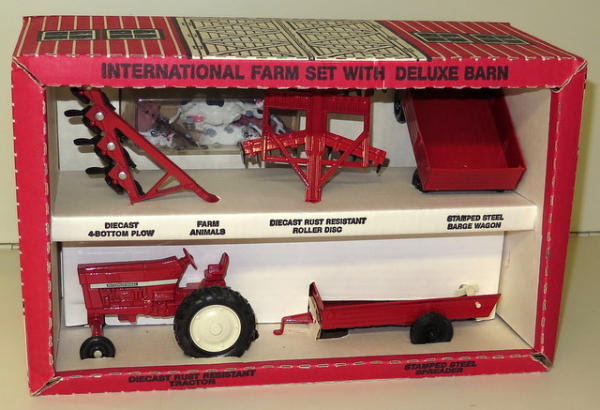 INTERNATIONAL FARM SET WITH DELUXE BARN
DIECAST
4-BOTTOM PLOW
FARM
ANIMALS
DIECAST RUST RESISTANT
ROLLER DISC
STAMPED STEEL
BARGE WAGON
DIECAST RUST RESISTANT
TRACTOR
STAMPED STEEL
SPREADER